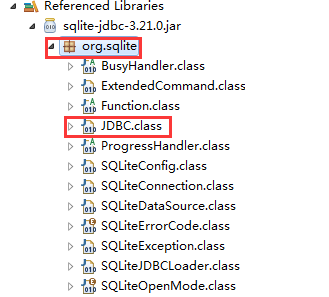 Referenced Libraries
sqlite-jdbc-3.21.0.jar
org.sqlite
BusyHandler.class
ExtendedCommand.class
Function.class
JDBC.class
ProgressHandler.class
SQLiteConfig.class
SQLiteConnection.class
SQLiteDataSource.class
SQLiteErrorCode.class
SQLiteException.class
SQLiteJDBCLoader.class
SQLiteOpenMode.class